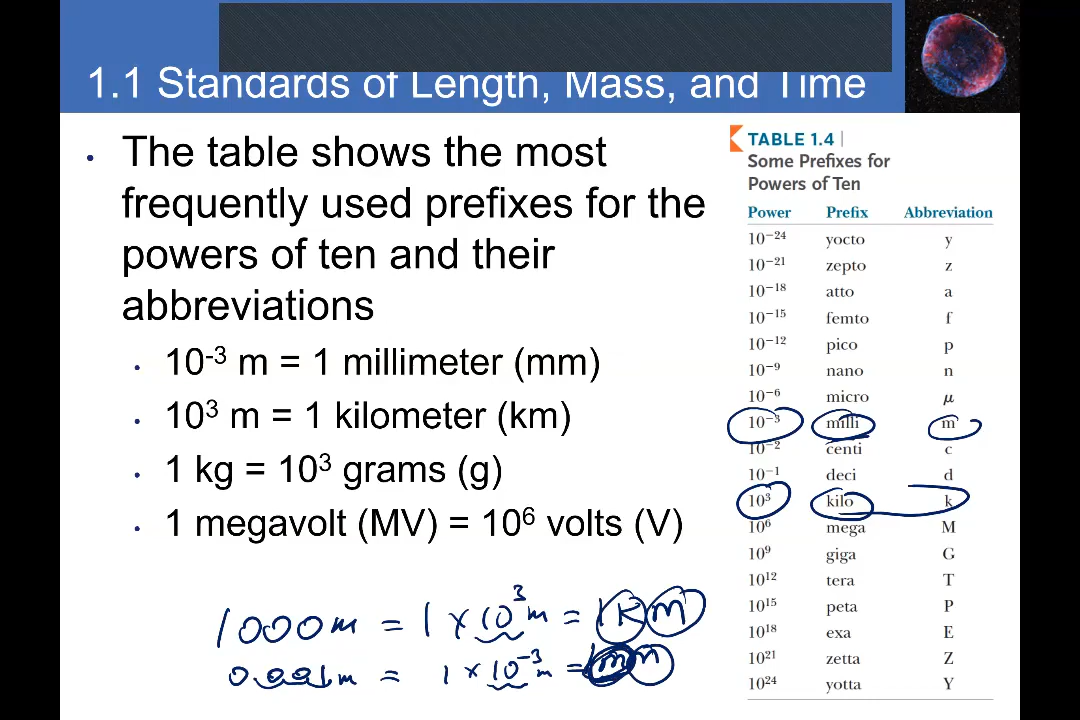 1.1 Standards of Length, Mass, and Time
• The table shows the most
frequently used prefixes for the
powers of ten and their
abbreviations
• 10⁻³ m = 1 millimeter (mm)
• 10³ m = 1 kilometer (km)
• 1 kg = 10³ grams (g)
• 1 megavolt (MV) = 10⁶ volts (V)
1000m = 1 × 10³ m = 1km
0.001m = 1 × 10⁻³ m = 1mm
TABLE 1.4 |
Some Prefixes for
Powers of Ten
Power Prefix Abbreviation
10⁻²⁴ yocto y
10⁻²¹ zepto z
10⁻¹⁸ atto a
10⁻¹⁵ femto f
10⁻¹² pico p
10⁻⁹ nano n
10⁻⁶ micro μ
10⁻³ milli m
10⁻² centi c
10⁻¹ deci d
10³ kilo k
10⁶ mega M
10⁹ giga G
10¹² tera T
10¹⁵ peta P
10¹⁸ exa E
10²¹ zetta Z
10²⁴ yotta Y